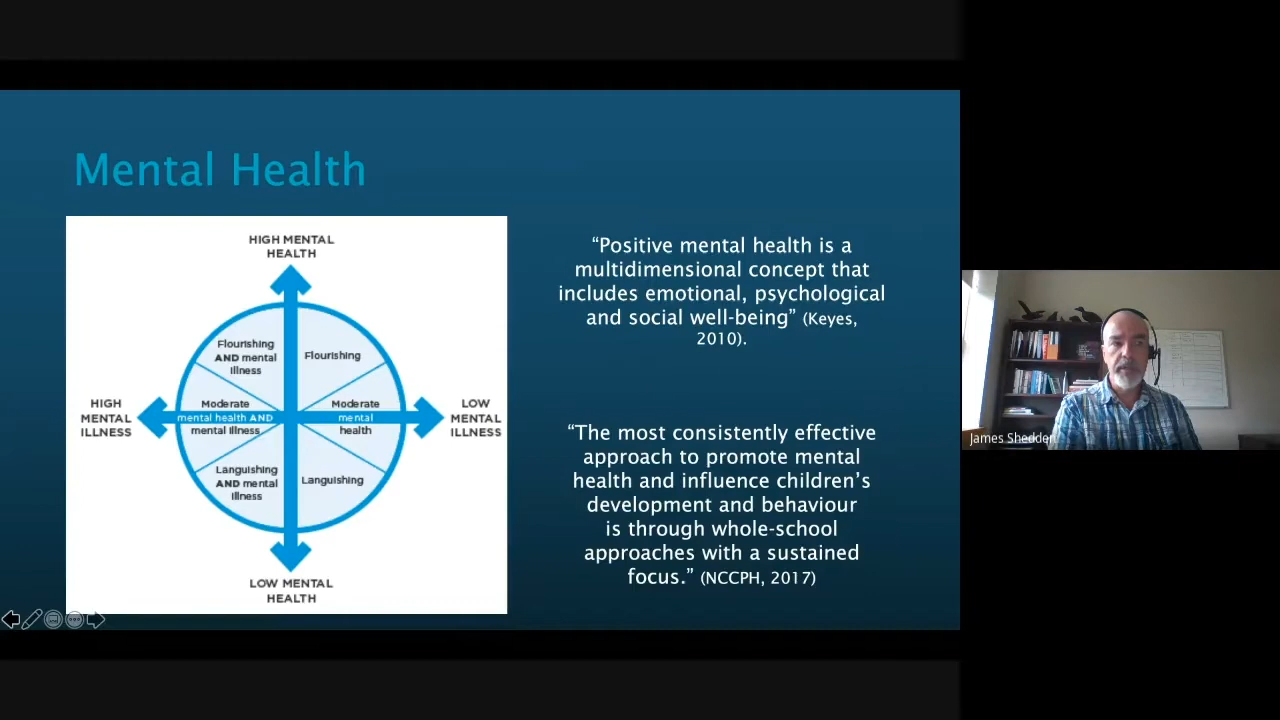 Mental Health
HIGH MENTAL
HEALTH
Flourishing
AND mental
Illness
Flourishing
HIGH
MENTAL
ILLNESS
Moderate
mental health AND
mental illness
Moderate
mental
health
LOW
MENTAL
ILLNESS
Languishing
AND mental
Illness
Languishing
LOW MENTAL
HEALTH
“Positive mental health is a
multidimensional concept that
includes emotional, psychological
and social well-being” (Keyes,
2010).
“The most consistently effective
approach to promote mental
health and influence children’s
development and behaviour
is through whole-school
approaches with a sustained
focus.” (NCCPH, 2017)
James Shedden